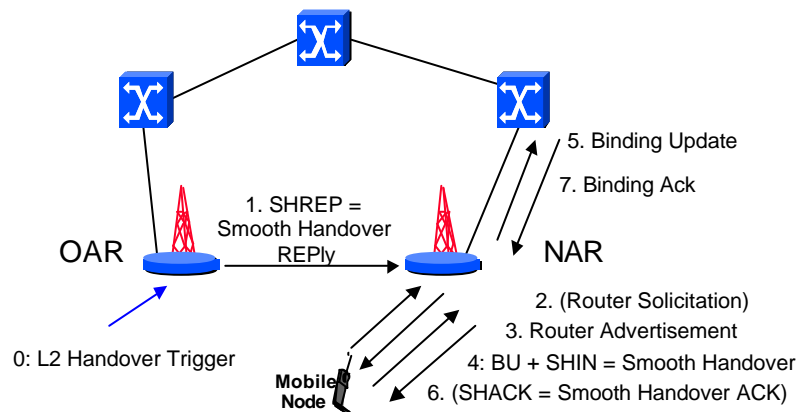 5. Binding Update
7. Binding Ack
1. SHREP =
Smooth Handover
REPly
OAR
NAR
2. (Router Solicitation)
3. Router Advertisement
0: L2 Handover Trigger
4: BU + SHIN = Smooth Handover
Mobile
Node
6. (SHACK = Smooth Handover ACK)